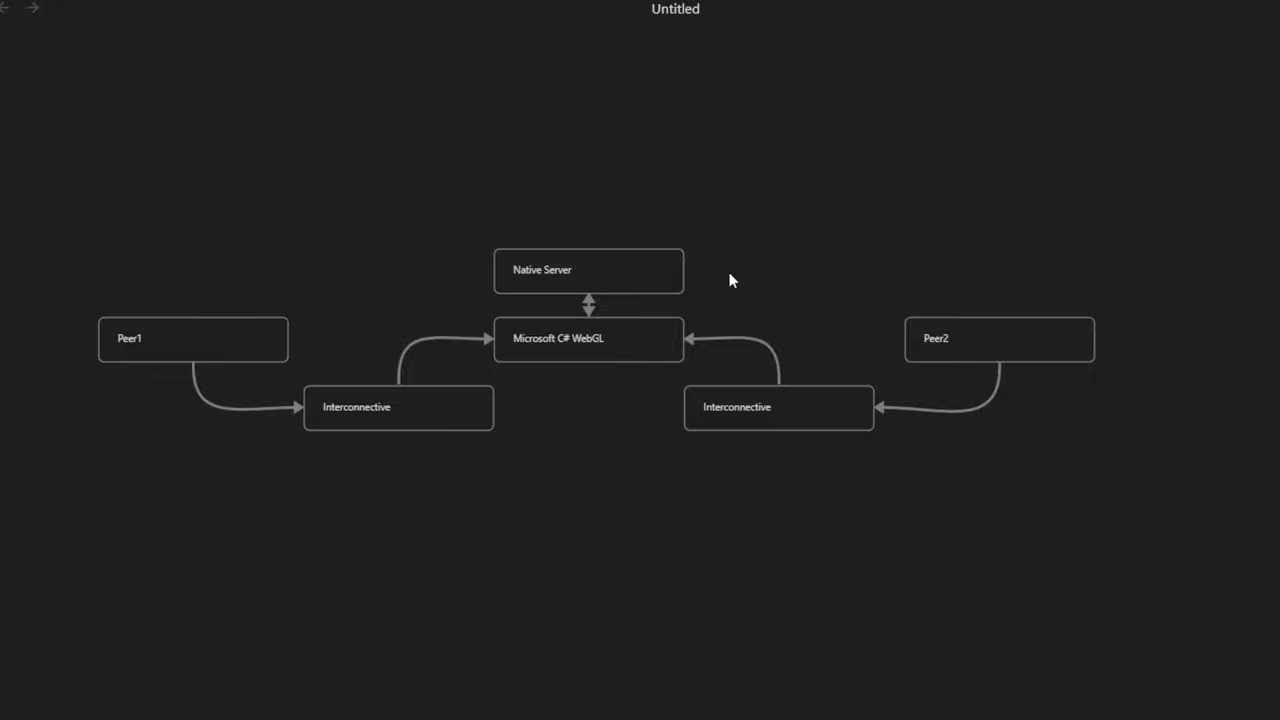 Untitled
Native Server
Peer1
Microsoft C# WebGL
Peer2
Interconnective
Interconnective